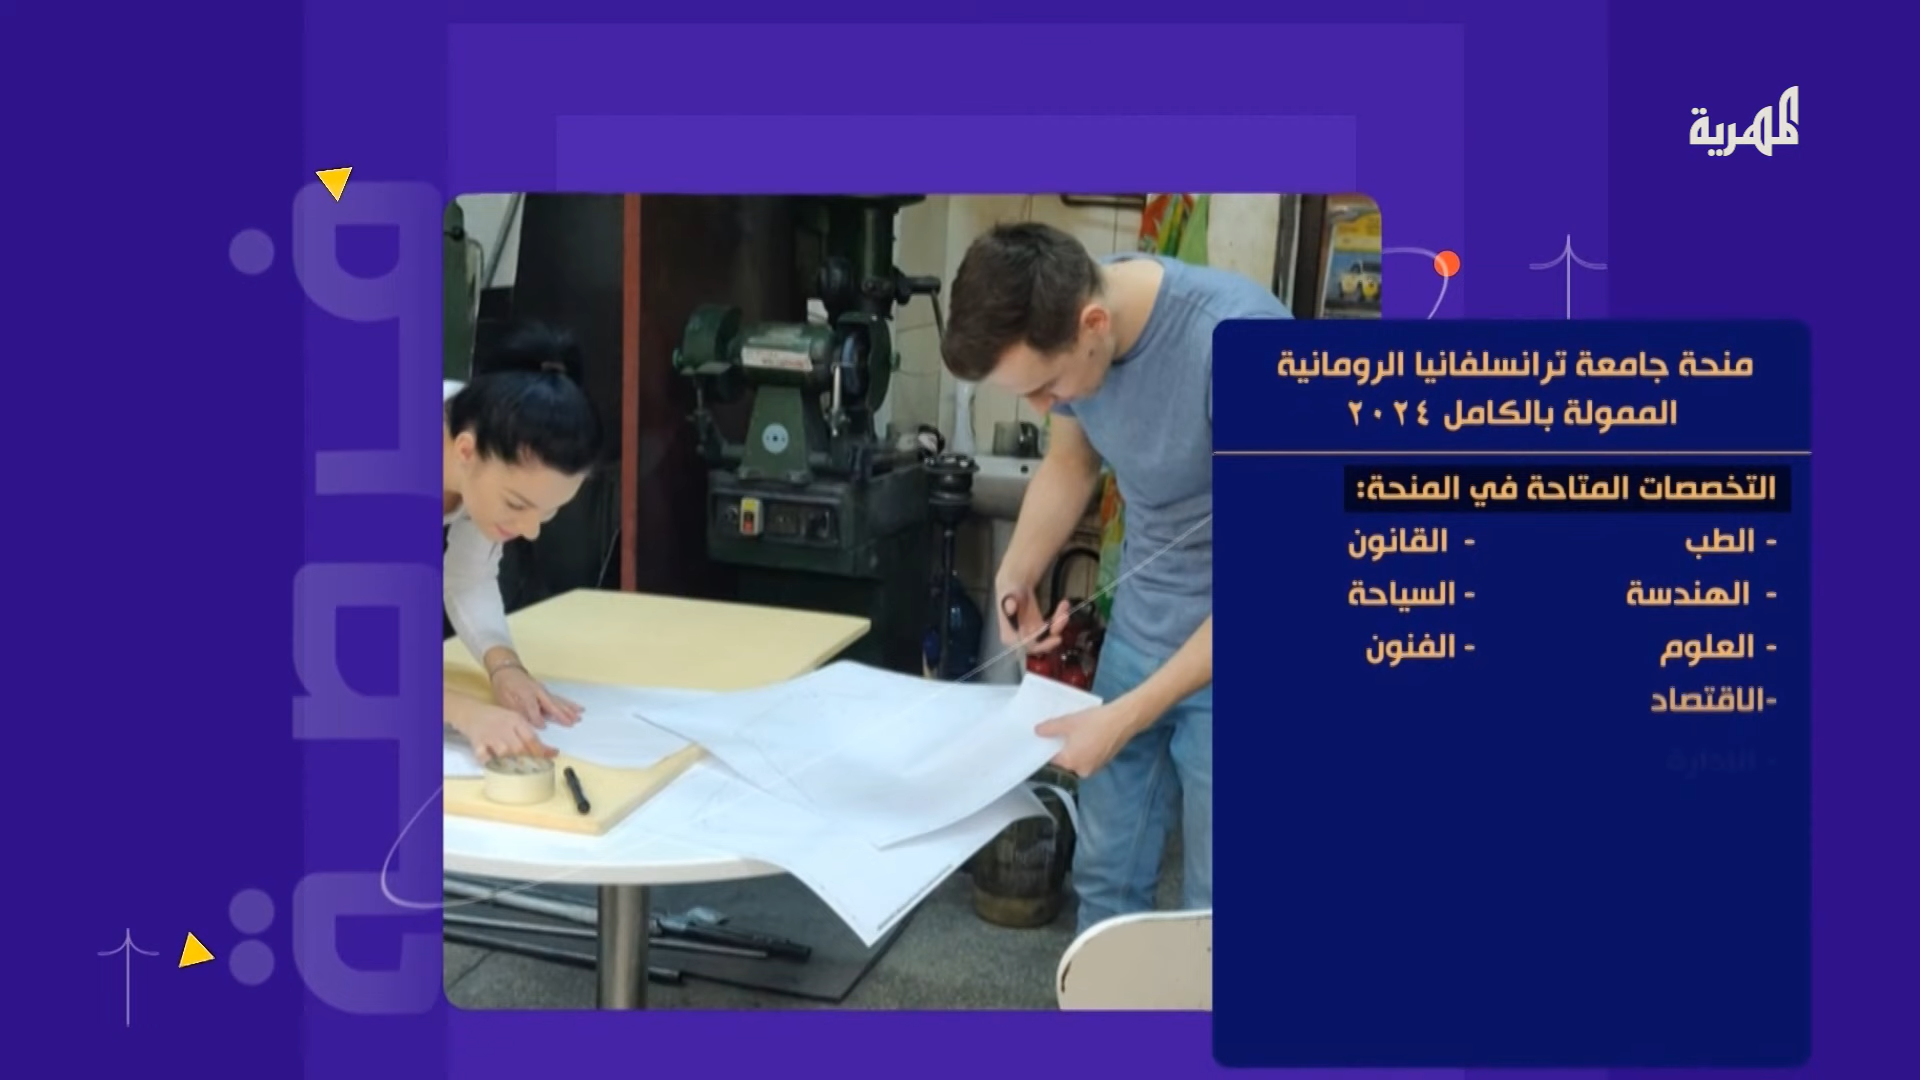 المهرية
فرصة
منحة جامعة ترانسلفانيا الرومانية
الممولة بالكامل ٢٠٢٤
التخصصات المتاحة في المنحة:
- الطب
- الهندسة
- العلوم
-الاقتصاد
- القانون
- السياحة
- الفنون